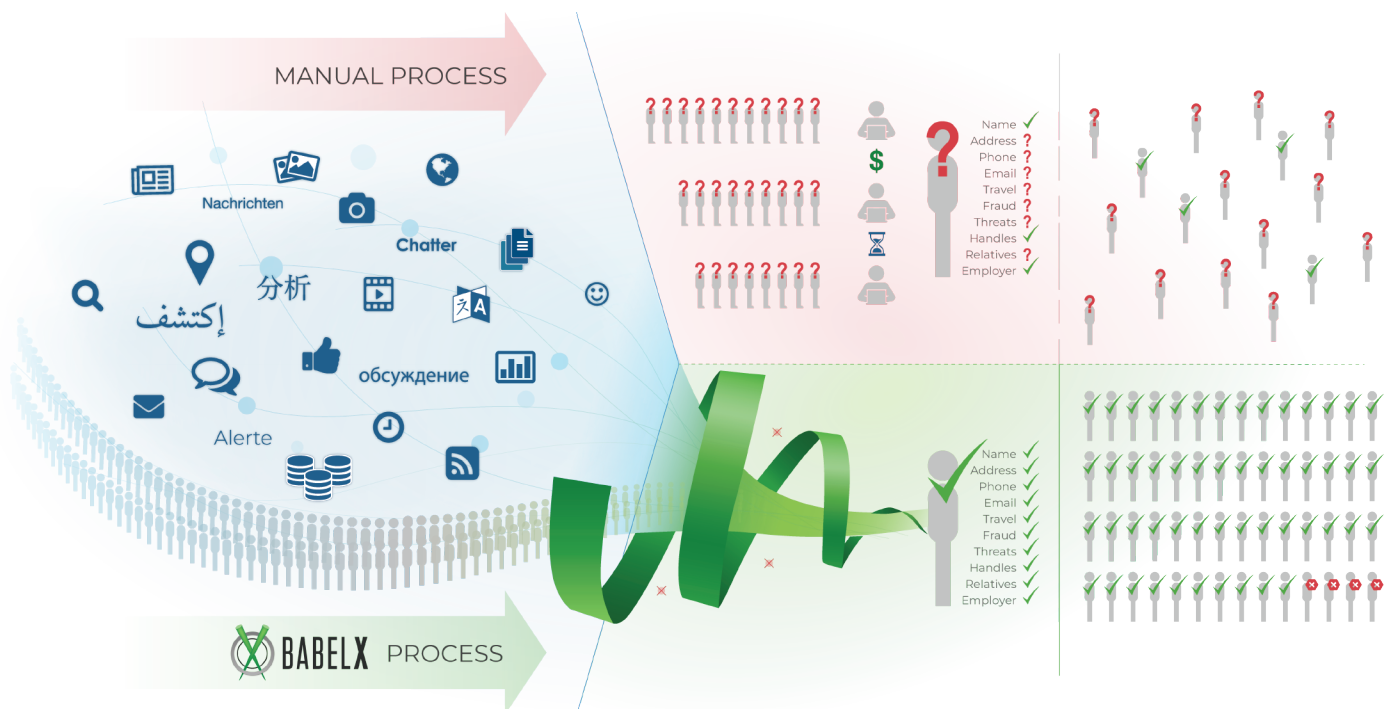 MANUAL PROCESS
Nachrichten
Chatter
分析
إكتشف
обсуждение
Alerte
BABELX PROCESS
$
Name
Address ?
Phone ?
Email ?
Travel ?
Fraud ?
Threats ?
Handles
Relatives ?
Employer
Name
Address
Phone
Email
Travel
Fraud
Threats
Handles
Relatives
Employer